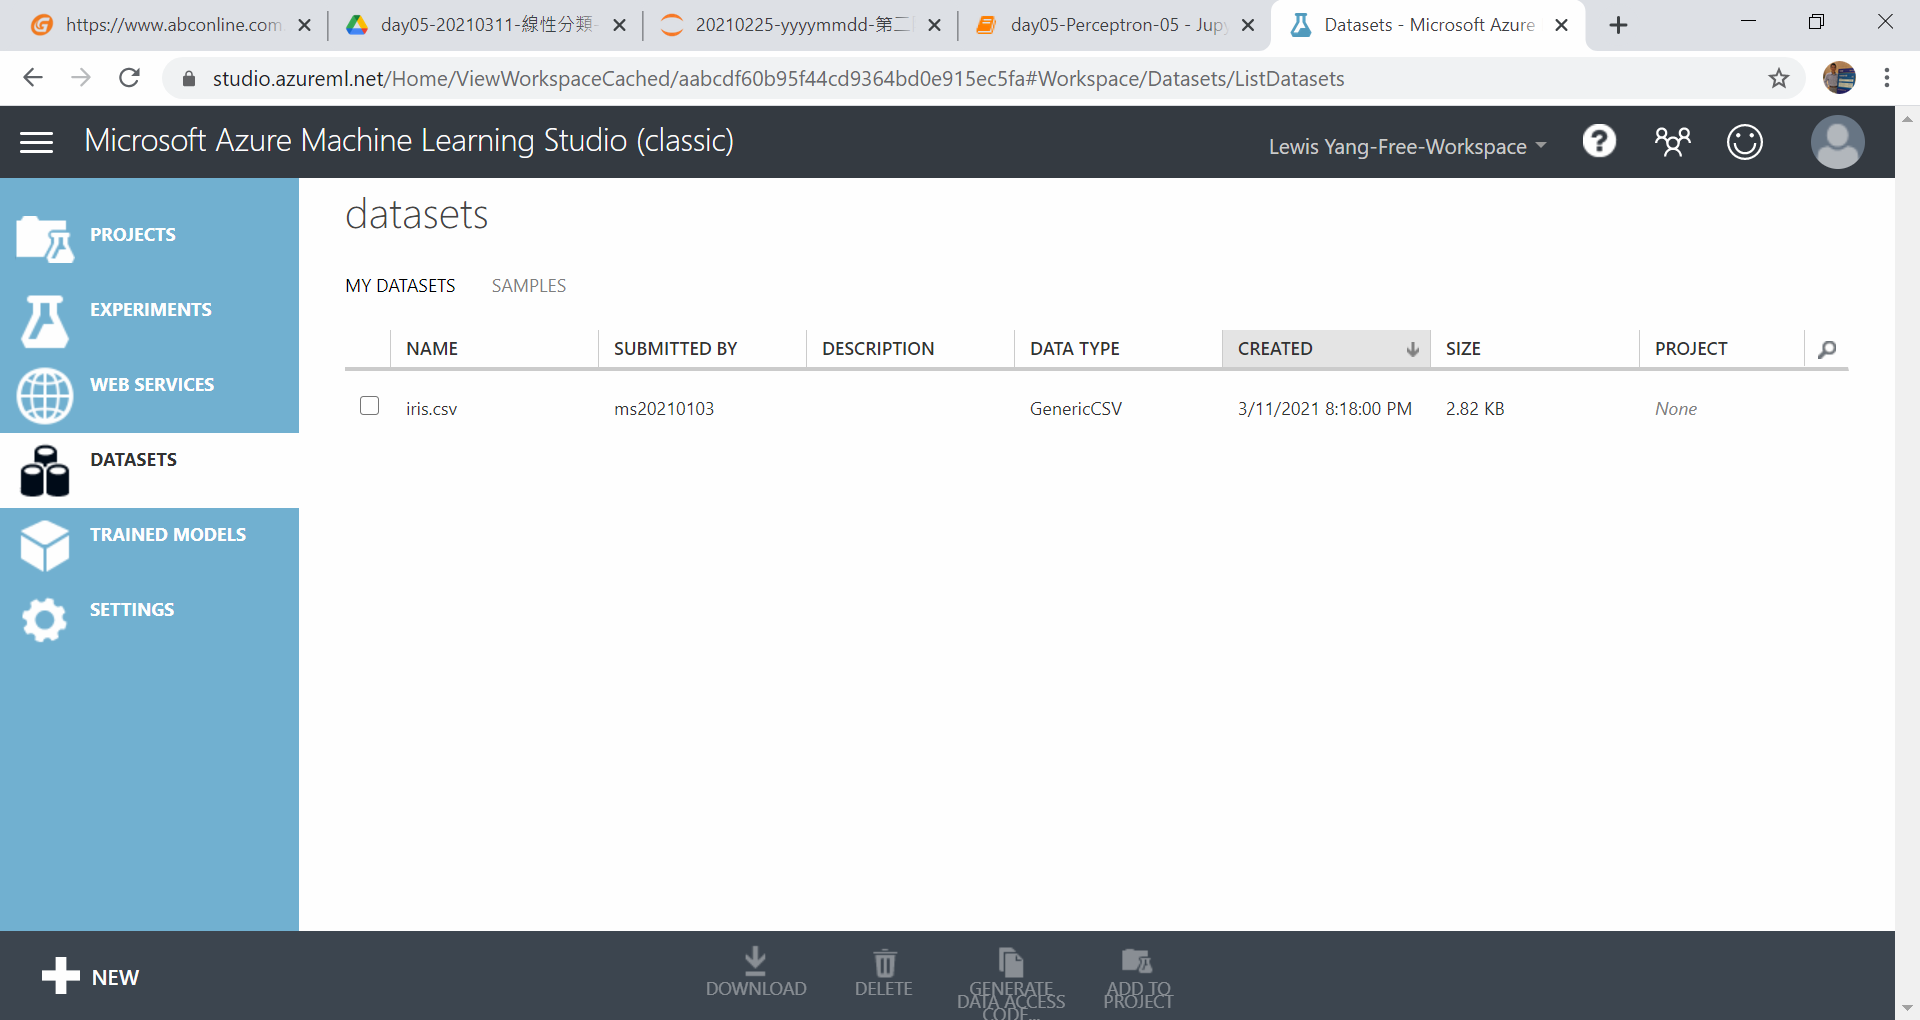 https://www.abconline.com.
day05-20210311-線性分類-
20210225-yyyymmdd-第二
day05-Perceptron-05 - Jupy
Datasets - Microsoft Azure
studio.azureml.net/Home/ViewWorkspaceCached/aabcdf60b95f44cd9364bd0e915ec5fa#Workspace/Datasets/ListDatasets
Microsoft Azure Machine Learning Studio (classic)
Lewis Yang-Free-Workspace
PROJECTS
EXPERIMENTS
WEB SERVICES
DATASETS
TRAINED MODELS
SETTINGS
datasets
MY DATASETS SAMPLES
NAME SUBMITTED BY DESCRIPTION DATA TYPE CREATED SIZE PROJECT
iris.csv ms20210103 GenericCSV 3/11/2021 8:18:00 PM 2.82 KB None
NEW
DOWNLOAD
DELETE
GENERATE
DATA ACCESS
CODE...
ADD TO
PROJECT